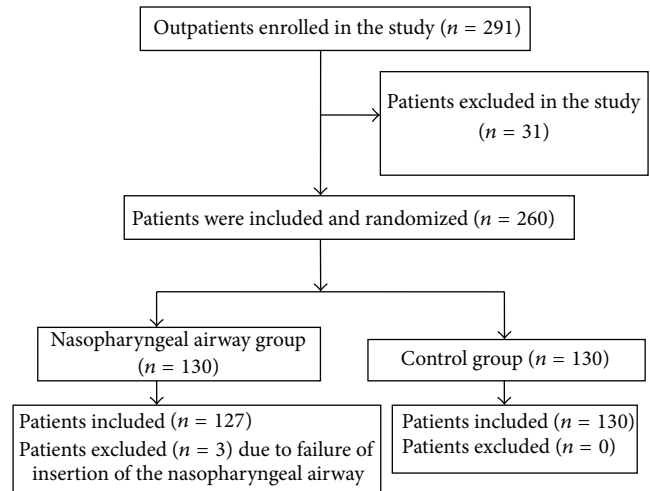 Outpatients enrolled in the study (n = 291)
Patients excluded in the study
(n = 31)
Patients were included and randomized (n = 260)
Nasopharyngeal airway group
(n = 130)
Control group (n = 130)
Patients included (n = 127)
Patients excluded (n = 3) due to failure of
insertion of the nasopharyngeal airway
Patients included (n = 130)
Patients excluded (n = 0)